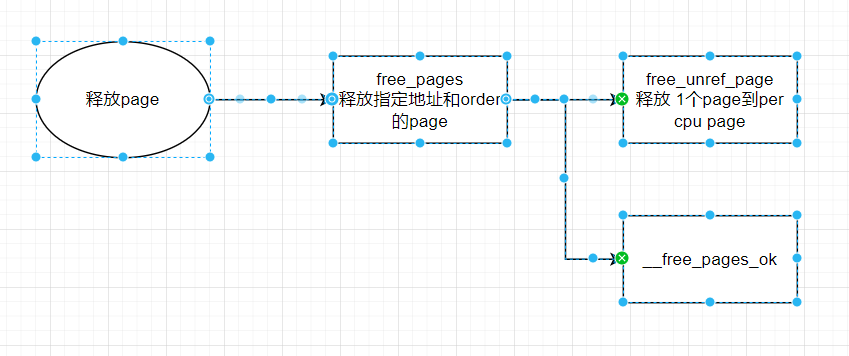 释放page
free_pages
释放指定地址和order
的page
free_unref_page
释放 1个page到per
cpu page
__free_pages_ok